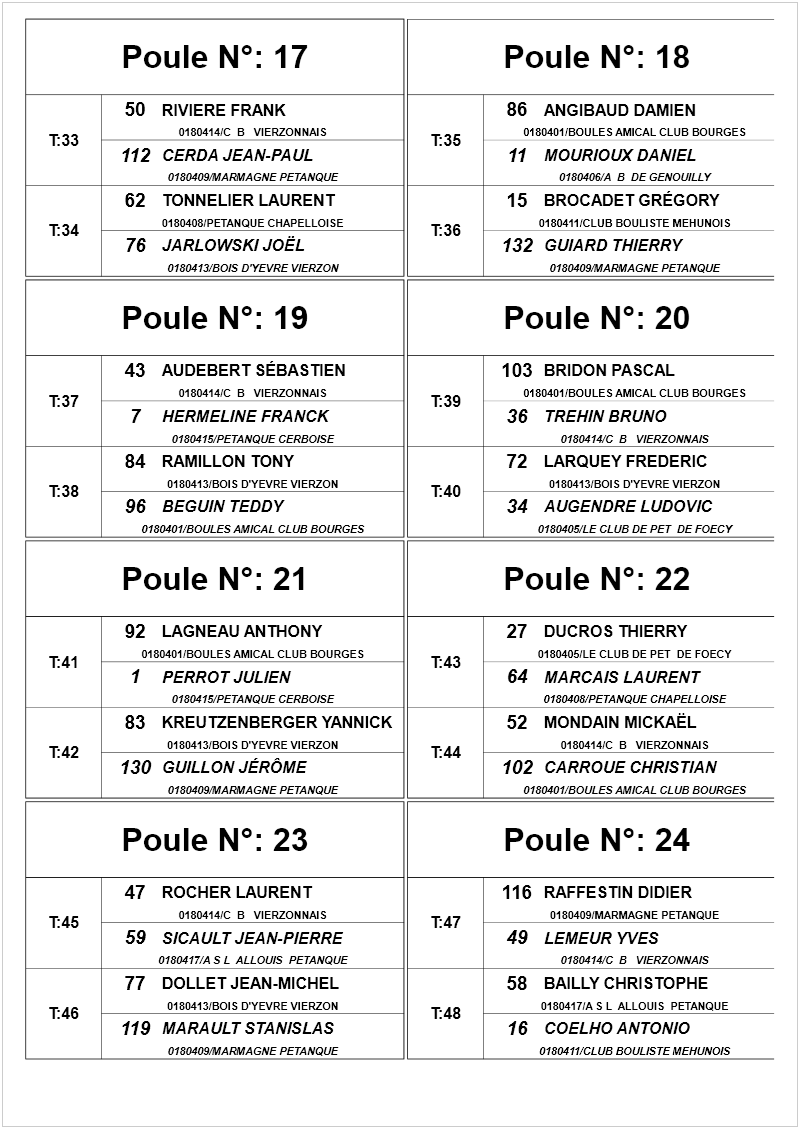 Poule N°: 17
T:33
50 RIVIERE FRANK
0180414/C B VIERZONNAIS
112 CERDA JEAN-PAUL
0180409/MARMAGNE PETANQUE
T:34
62 TONNELIER LAURENT
0180408/PETANQUE CHAPELLOISE
76 JARLOWSKI JOËL
0180413/BOIS D'YEVRE VIERZON
Poule N°: 18
T:35
86 ANGIBAUD DAMIEN
0180401/BOULES AMICAL CLUB BOURGES
11 MOURIOUX DANIEL
0180406/A B DE GENOUILLY
T:36
15 BROCADET GRÉGORY
0180411/CLUB BOULISTE MEHUNOIS
132 GUIARD THIERRY
0180409/MARMAGNE PETANQUE
Poule N°: 19
T:37
43 AUDEBERT SÉBASTIEN
0180414/C B VIERZONNAIS
7 HERMELINE FRANCK
0180415/PETANQUE CERBOISE
T:38
84 RAMILLON TONY
0180413/BOIS D'YEVRE VIERZON
96 BEGUIN TEDDY
0180401/BOULES AMICAL CLUB BOURGES
Poule N°: 20
T:39
103 BRIDON PASCAL
0180401/BOULES AMICAL CLUB BOURGES
36 TREHIN BRUNO
0180414/C B VIERZONNAIS
T:40
72 LARQUEY FREDERIC
0180413/BOIS D'YEVRE VIERZON
34 AUGENDRE LUDOVIC
0180405/LE CLUB DE PET DE FOECY
Poule N°: 21
T:41
92 LAGNEAU ANTHONY
0180401/BOULES AMICAL CLUB BOURGES
1 PERROT JULIEN
0180415/PETANQUE CERBOISE
T:42
83 KREUTZENBERGER YANNICK
0180413/BOIS D'YEVRE VIERZON
130 GUILLON JÉRÔME
0180409/MARMAGNE PETANQUE
Poule N°: 22
T:43
27 DUCROS THIERRY
0180405/LE CLUB DE PET DE FOECY
64 MARCAIS LAURENT
0180408/PETANQUE CHAPELLOISE
T:44
52 MONDAIN MICKAËL
0180414/C B VIERZONNAIS
102 CARROUE CHRISTIAN
0180401/BOULES AMICAL CLUB BOURGES
Poule N°: 23
T:45
47 ROCHER LAURENT
0180414/C B VIERZONNAIS
59 SICAULT JEAN-PIERRE
0180417/A S L ALLOUIS PETANQUE
T:46
77 DOLLET JEAN-MICHEL
0180413/BOIS D'YEVRE VIERZON
119 MARAULT STANISLAS
0180409/MARMAGNE PETANQUE
Poule N°: 24
T:47
116 RAFFESTIN DIDIER
0180409/MARMAGNE PETANQUE
49 LEMEUR YVES
0180414/C B VIERZONNAIS
T:48
58 BAILLY CHRISTOPHE
0180417/A S L ALLOUIS PETANQUE
16 COELHO ANTONIO
0180411/CLUB BOULISTE MEHUNOIS